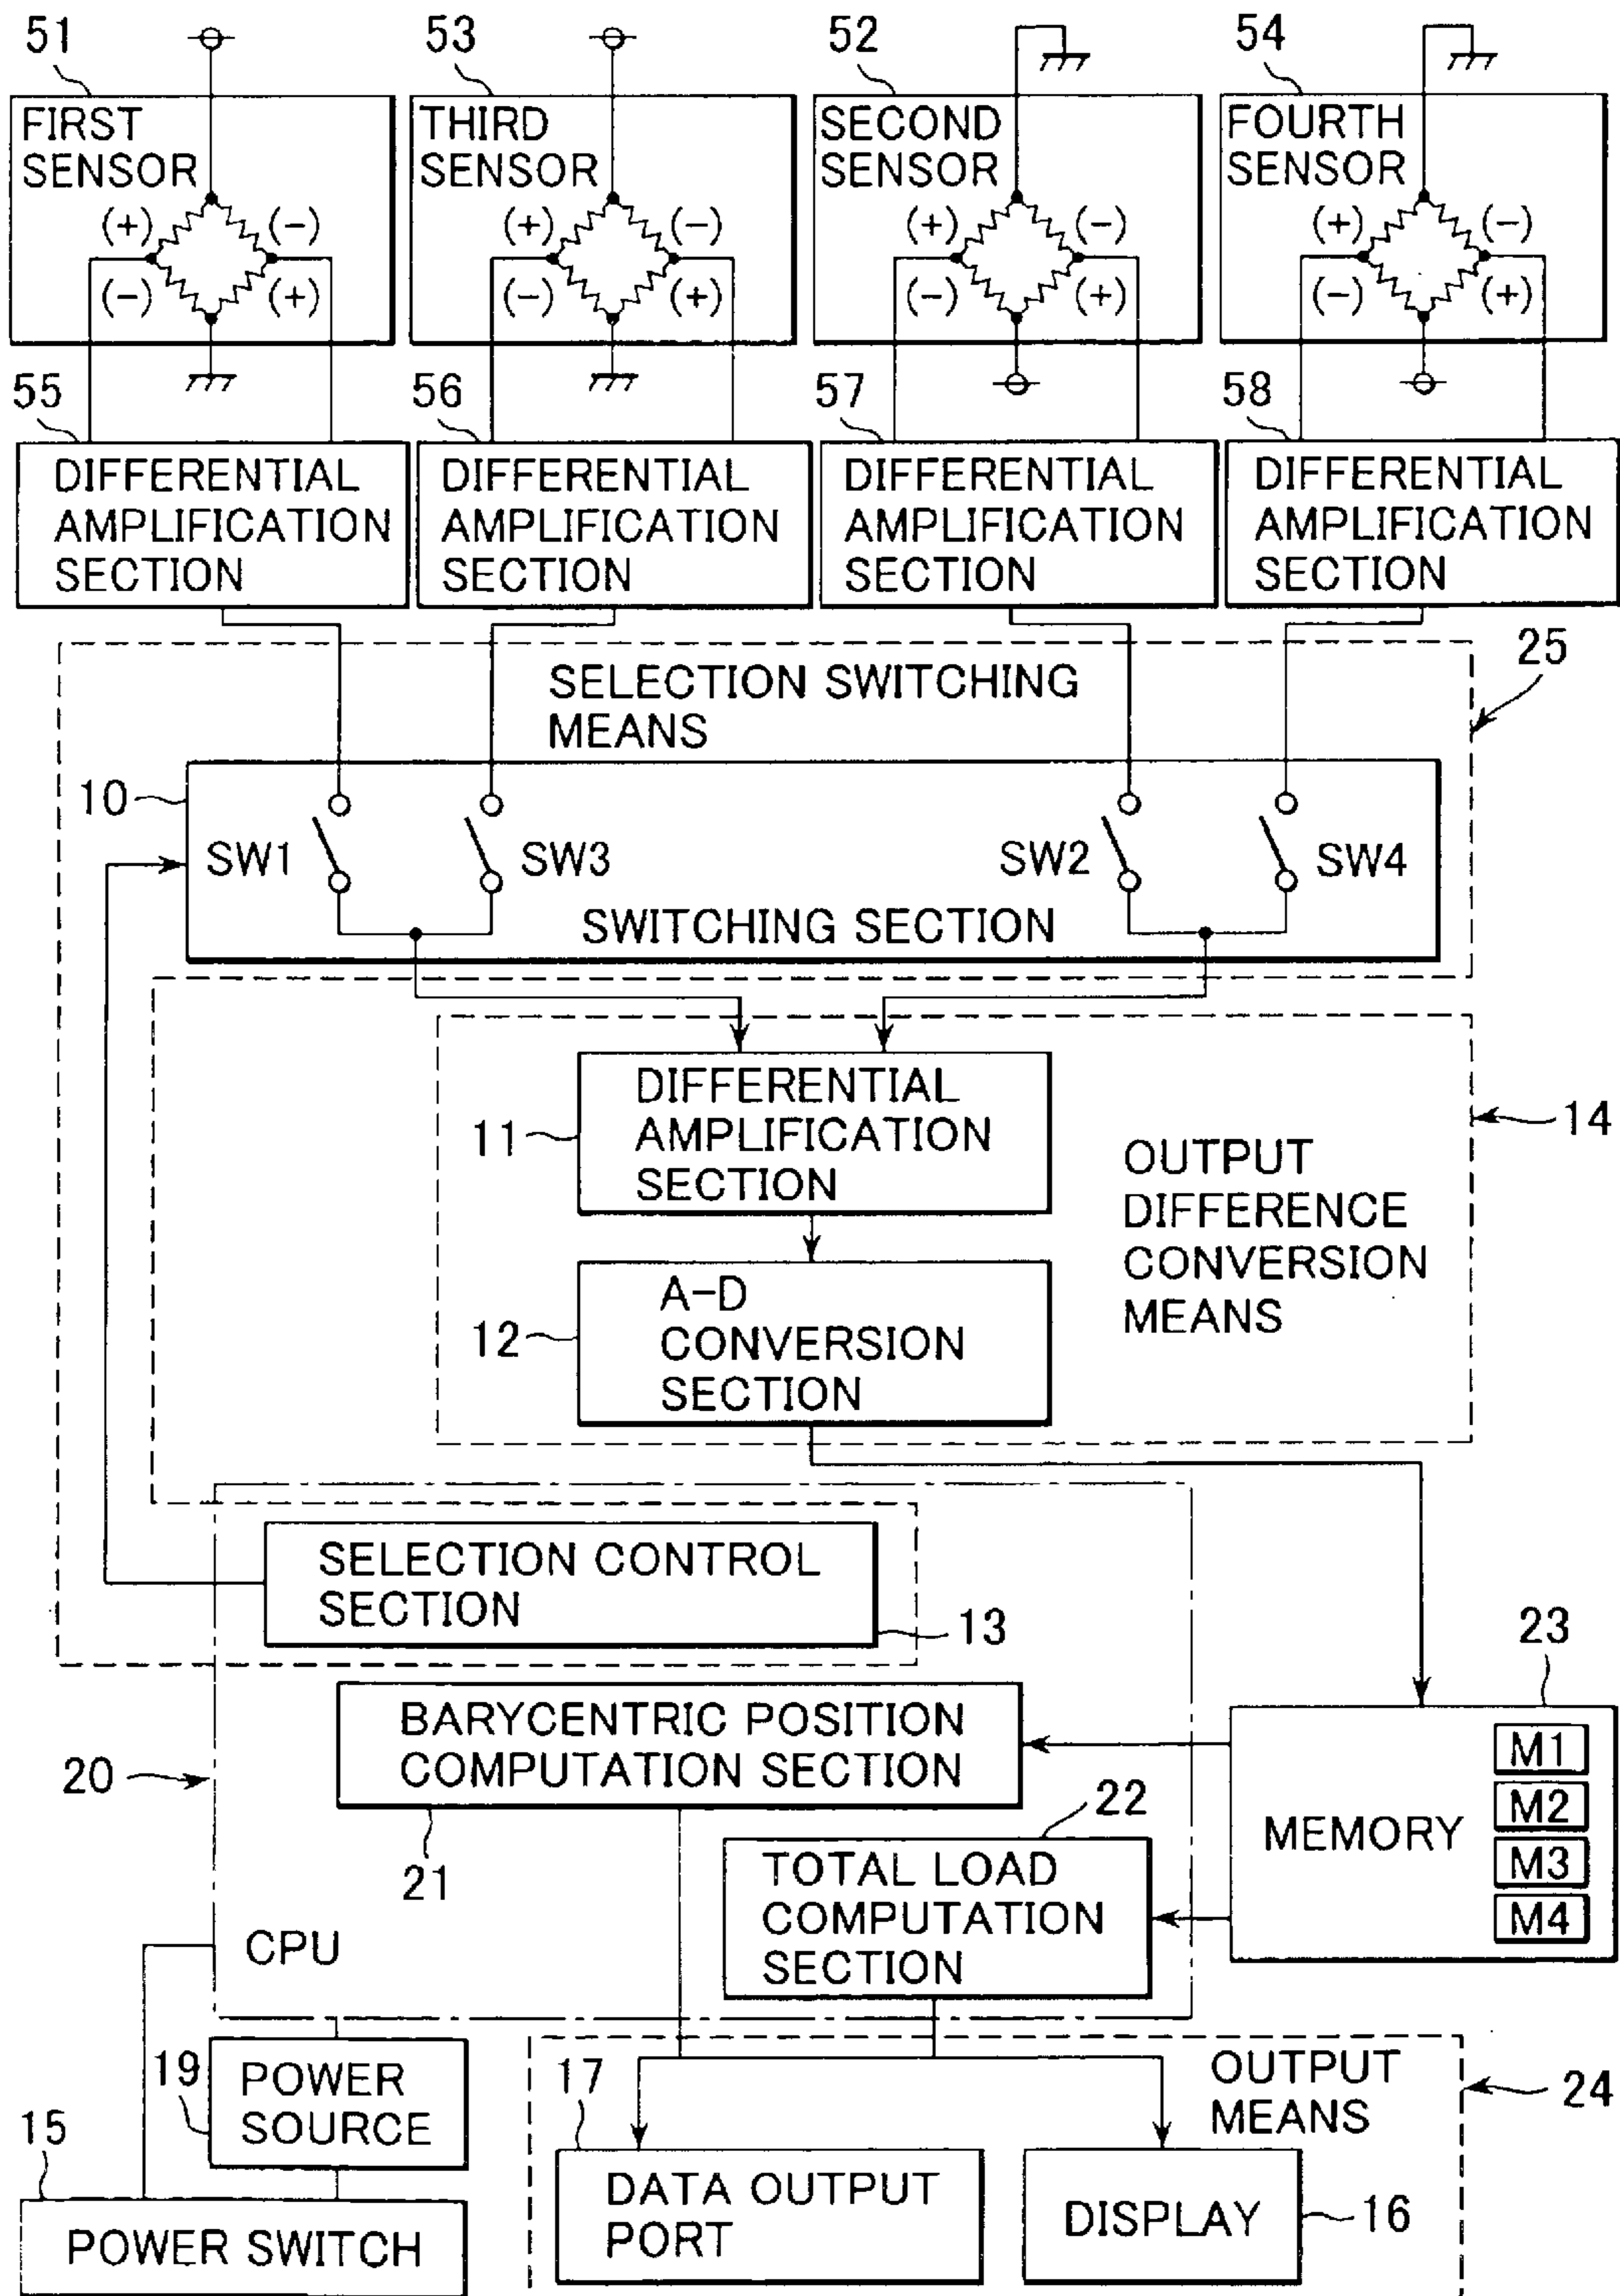 51
53
52
54
FIRST
SENSOR
THIRD
SENSOR
SECOND
SENSOR
FOURTH
SENSOR
(+) (-)
(-) (+)
(+) (-)
(-) (+)
(+) (-)
(-) (+)
(+) (-)
(-) (+)
55
56
57
58
DIFFERENTIAL
AMPLIFICATION
SECTION
DIFFERENTIAL
AMPLIFICATION
SECTION
DIFFERENTIAL
AMPLIFICATION
SECTION
DIFFERENTIAL
AMPLIFICATION
SECTION
25
SELECTION SWITCHING
MEANS
10
SW1
SW3
SW2
SW4
SWITCHING SECTION
11
DIFFERENTIAL
AMPLIFICATION
SECTION
14
OUTPUT
DIFFERENCE
CONVERSION
MEANS
12
A-D
CONVERSION
SECTION
SELECTION CONTROL
SECTION
13
23
BARYCENTRIC POSITION
COMPUTATION SECTION
20
21
22
MEMORY
M1
M2
M3
M4
TOTAL LOAD
COMPUTATION
SECTION
CPU
19
POWER
SOURCE
15
POWER SWITCH
17
OUTPUT
MEANS
24
DATA OUTPUT
PORT
DISPLAY
16